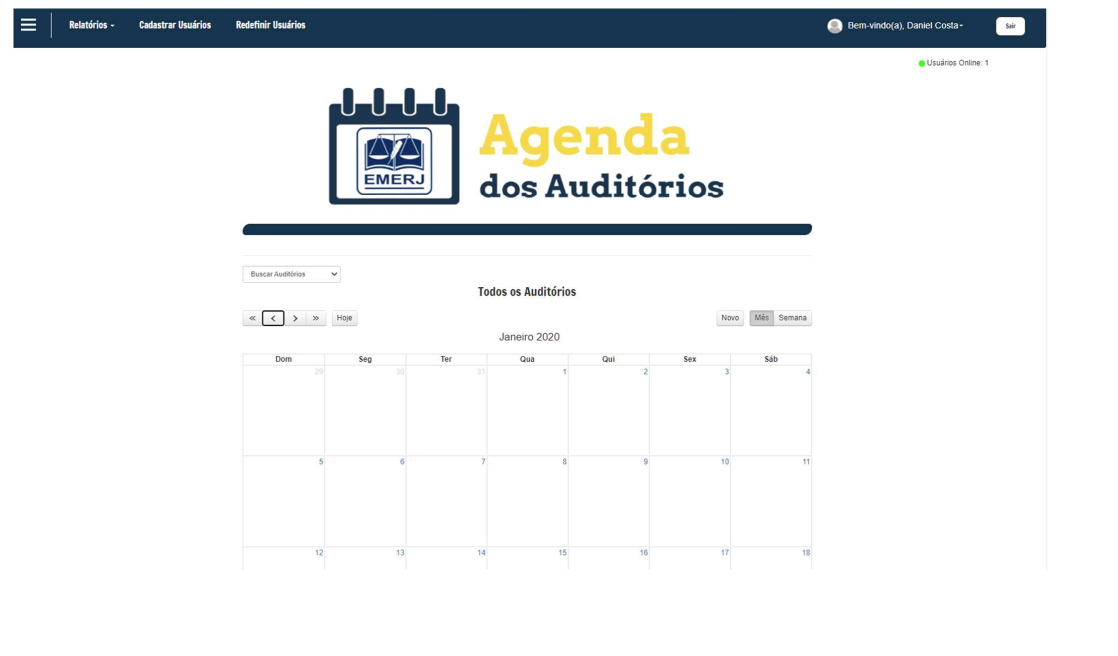 Relatórios Cadastrar Usuários Redefinir Usuários Bem-vindo(a), Daniel Costa Sair
Usuários Online: 1
Agenda
dos Auditórios
EMERJ
Buscar Auditórios
Todos os Auditórios
« < > » Hoje Novo Mês Semana
Janeiro 2020
Dom Seg Ter Qua Qui Sex Sáb
29 30 31 1 2 3 4
5 6 7 8 9 10 11
12 13 14 15 16 17 18